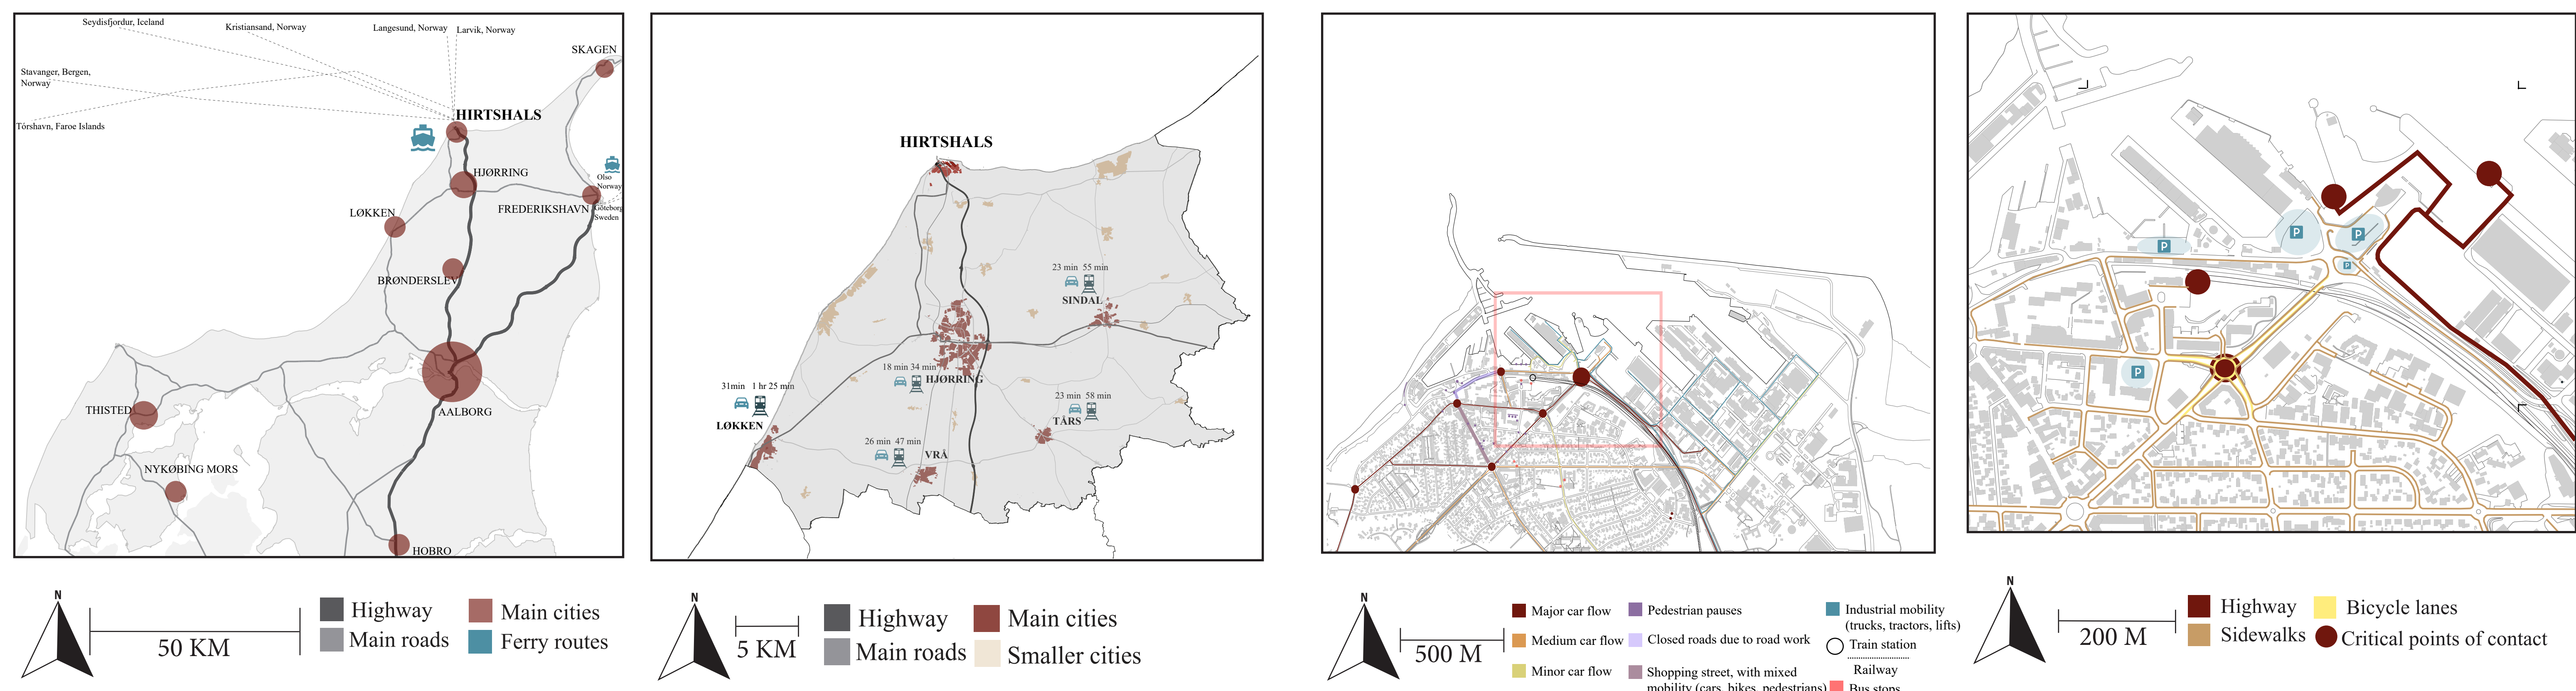 Seydisfjordur, Iceland
Kristiansand, Norway
Langesund, Norway
Larvik, Norway
SKAGEN
Stavanger, Bergen,
Norway
Tórshavn, Faroe Islands
HIRTSHALS
HJØRRING
Olso
Norway
FREDERIKSHAVN
Göteborg
Sweden
LØKKEN
BRØNDERSLEV
AALBORG
THISTED
NYKØBING MORS
HOBRO
N
50 KM
Highway
Main roads
Main cities
Ferry routes
HIRTSHALS
23 min 55 min
SINDAL
18 min 34 min
HJØRRING
31min 1 hr 25 min
LØKKEN
23 min 58 min
TÅRS
26 min 47 min
VRÅ
N
5 KM
Highway
Main roads
Main cities
Smaller cities
N
500 M
Major car flow
Medium car flow
Minor car flow
Pedestrian pauses
Closed roads due to road work
Shopping street, with mixed
mobility (cars, bikes, pedestrians)
Industrial mobility
(trucks, tractors, lifts)
Train station
Railway
Bus stops
P
P
P
P
P
N
200 M
Highway
Sidewalks
Bicycle lanes
Critical points of contact